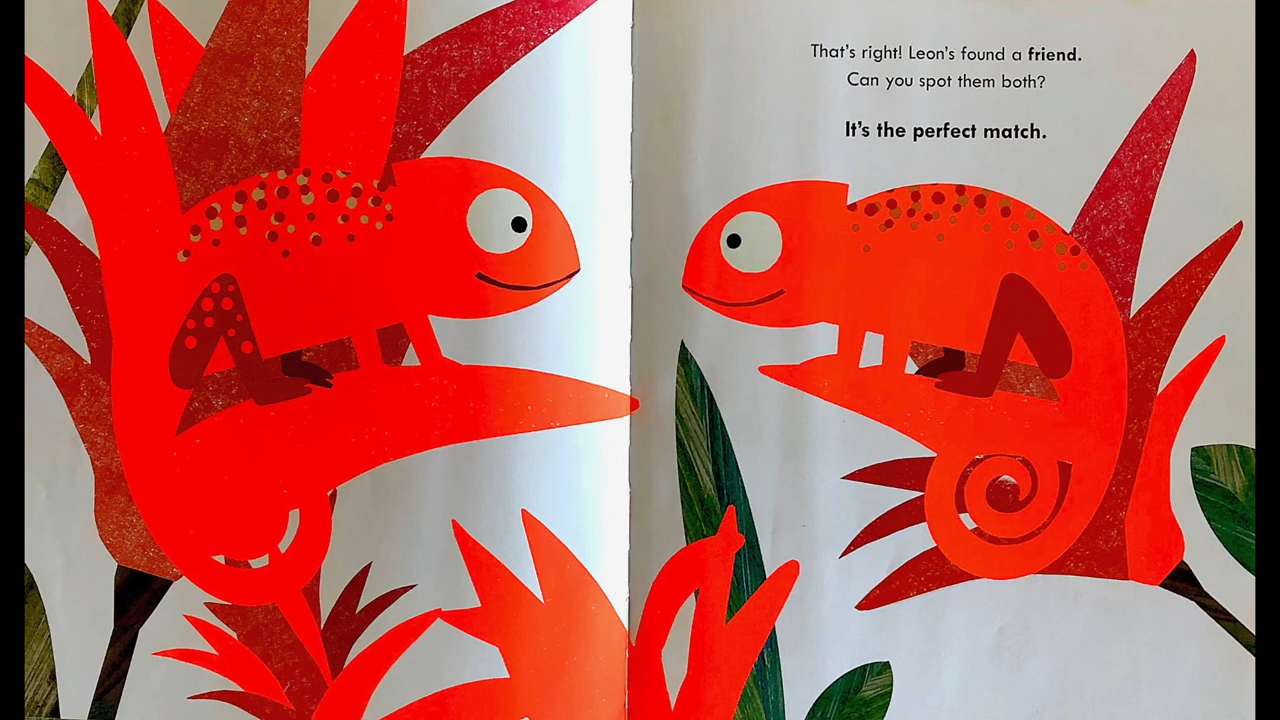 That's right! Leon's found a friend.
Can you spot them both?
It's the perfect match.